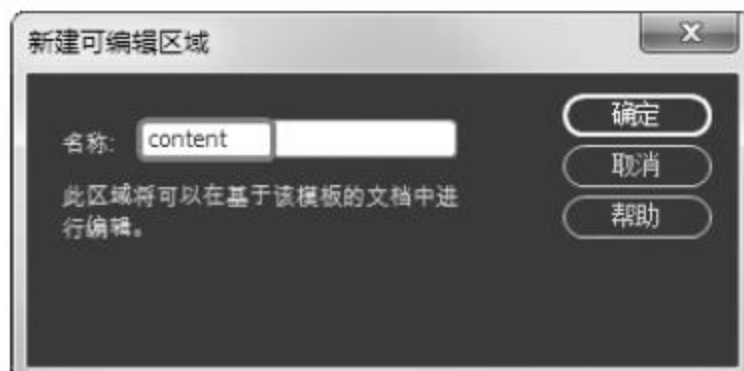 新建可编辑区域
名称: content
确定
取消
帮助
此区域将可以在基于该模板的文档中进
行编辑。